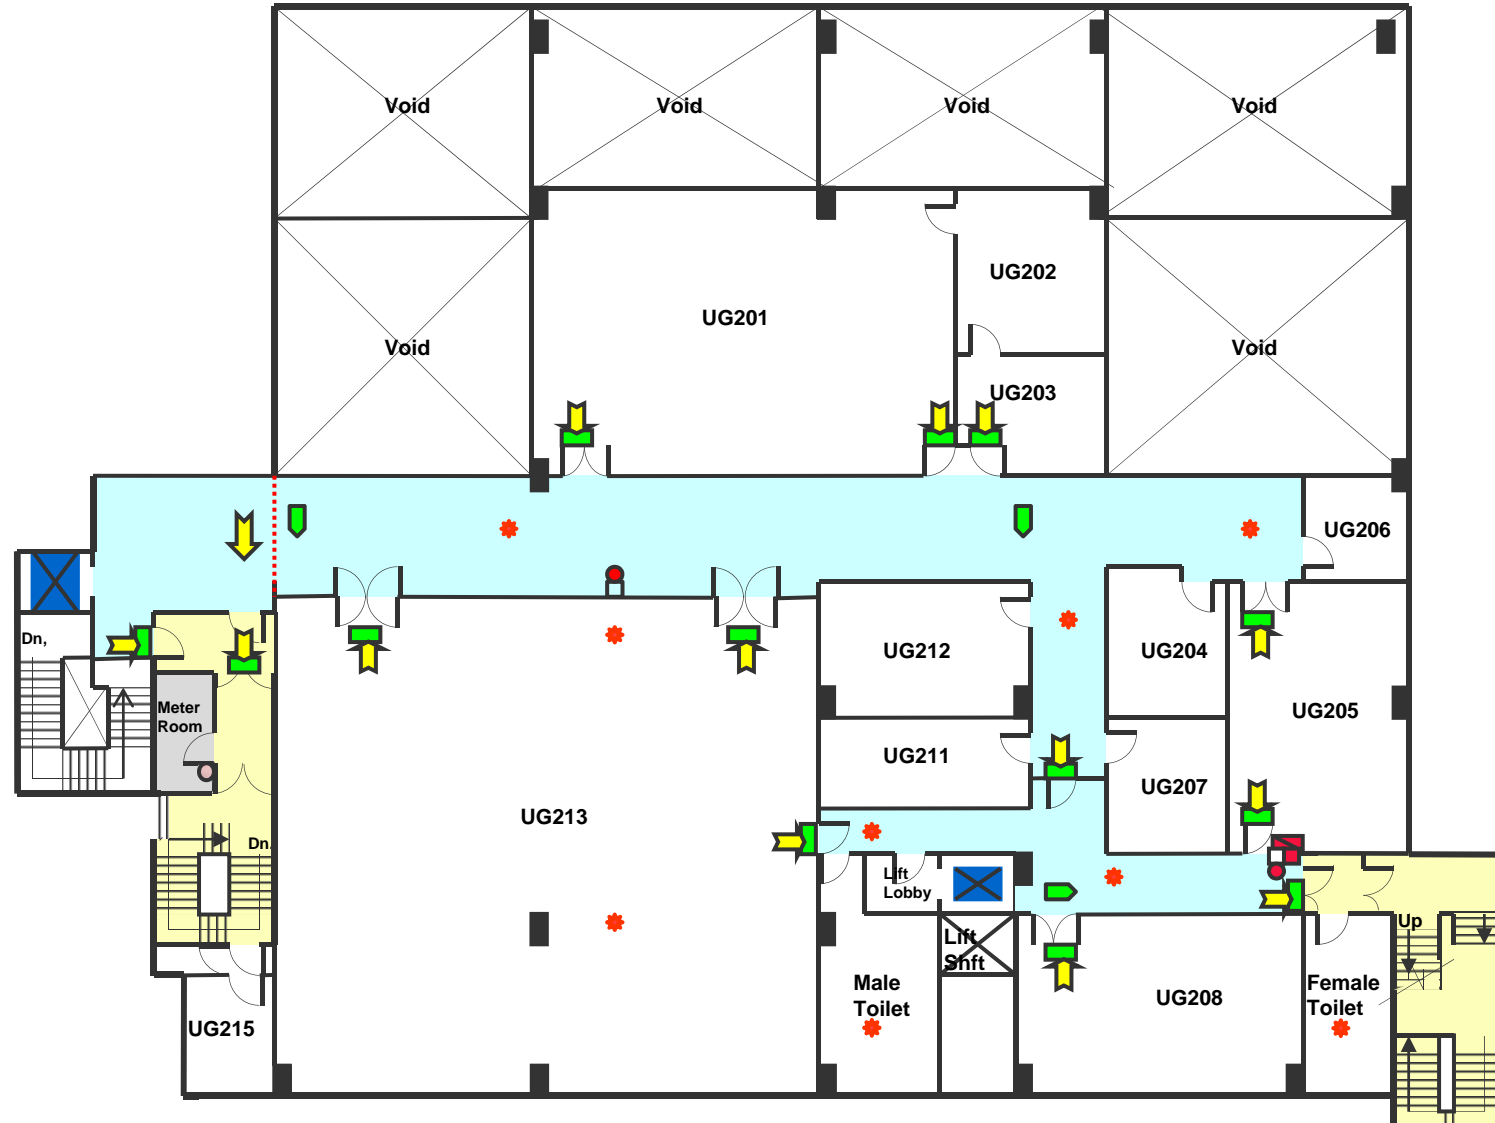 Void
Void
Void
Void
UG202
UG201
Void
Void
UG203
UG206
Dn,
UG212
UG204
Meter
Room
UG205
UG211
UG207
UG213
Dn,
Lift
Lobby
Up
Lift
Shft
Male
Toilet
UG208
Female
Toilet
UG215